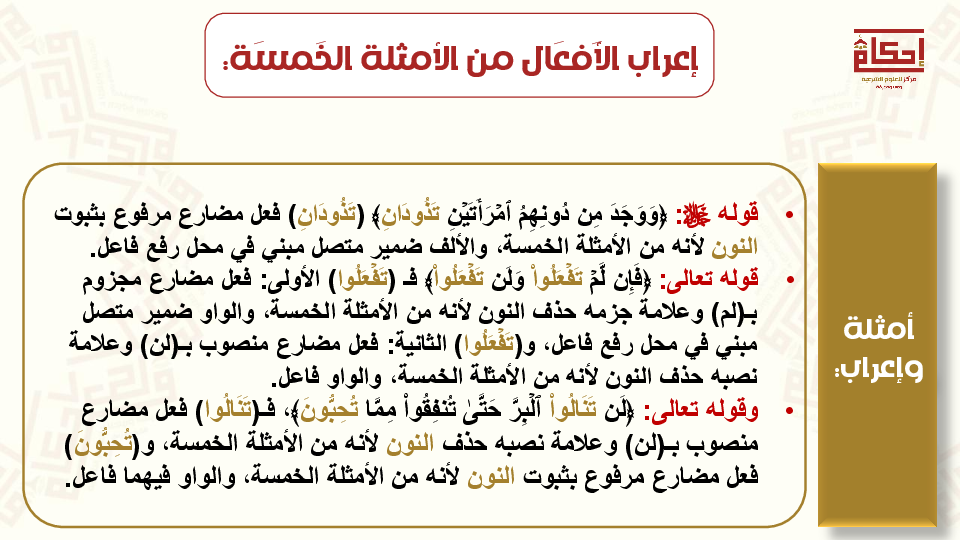 إعراب الأفعَال من الأمثلة الخَمسَة:
إحكام
مركز للعلوم الشرعية
قوله ﷻ: ﴿وَوَجَدَ مِن دُونِهِمُ ٱمۡرَأَتَيۡنِ تَذُودَانِ﴾ (تَذُودَانِ) فعل مضارع مرفوع بثبوت
النون لأنه من الأمثلة الخمسة، والألف ضمير متصل مبني في محل رفع فاعل.
قوله تعالى: ﴿فَإِن لَّمۡ تَفۡعَلُواْ وَلَن تَفۡعَلُواْ﴾ فـ (تَفۡعَلُوا) الأولى: فعل مضارع مجزوم
بـ(لم) وعلامة جزمه حذف النون لأنه من الأمثلة الخمسة، والواو ضمير متصل
مبني في محل رفع فاعل، و(تَفۡعَلُوا) الثانية: فعل مضارع منصوب بـ(لن) وعلامة
نصبه حذف النون لأنه من الأمثلة الخمسة، والواو فاعل.
وقوله تعالى: ﴿لَن تَنَالُواْ ٱلۡبِرَّ حَتَّىٰ تُنفِقُواْ ممَّا تُحِبُّونَ﴾، فـ(تَنَالُوا) فعل مضارع
منصوب بـ(لن) وعلامة نصبه حذف النون لأنه من الأمثلة الخمسة، و(تُحِبُّونَ)
فعل مضارع مرفوع بثبوت النون لأنه من الأمثلة الخمسة، والواو فيهما فاعل.
أمثلة
وإعراب: